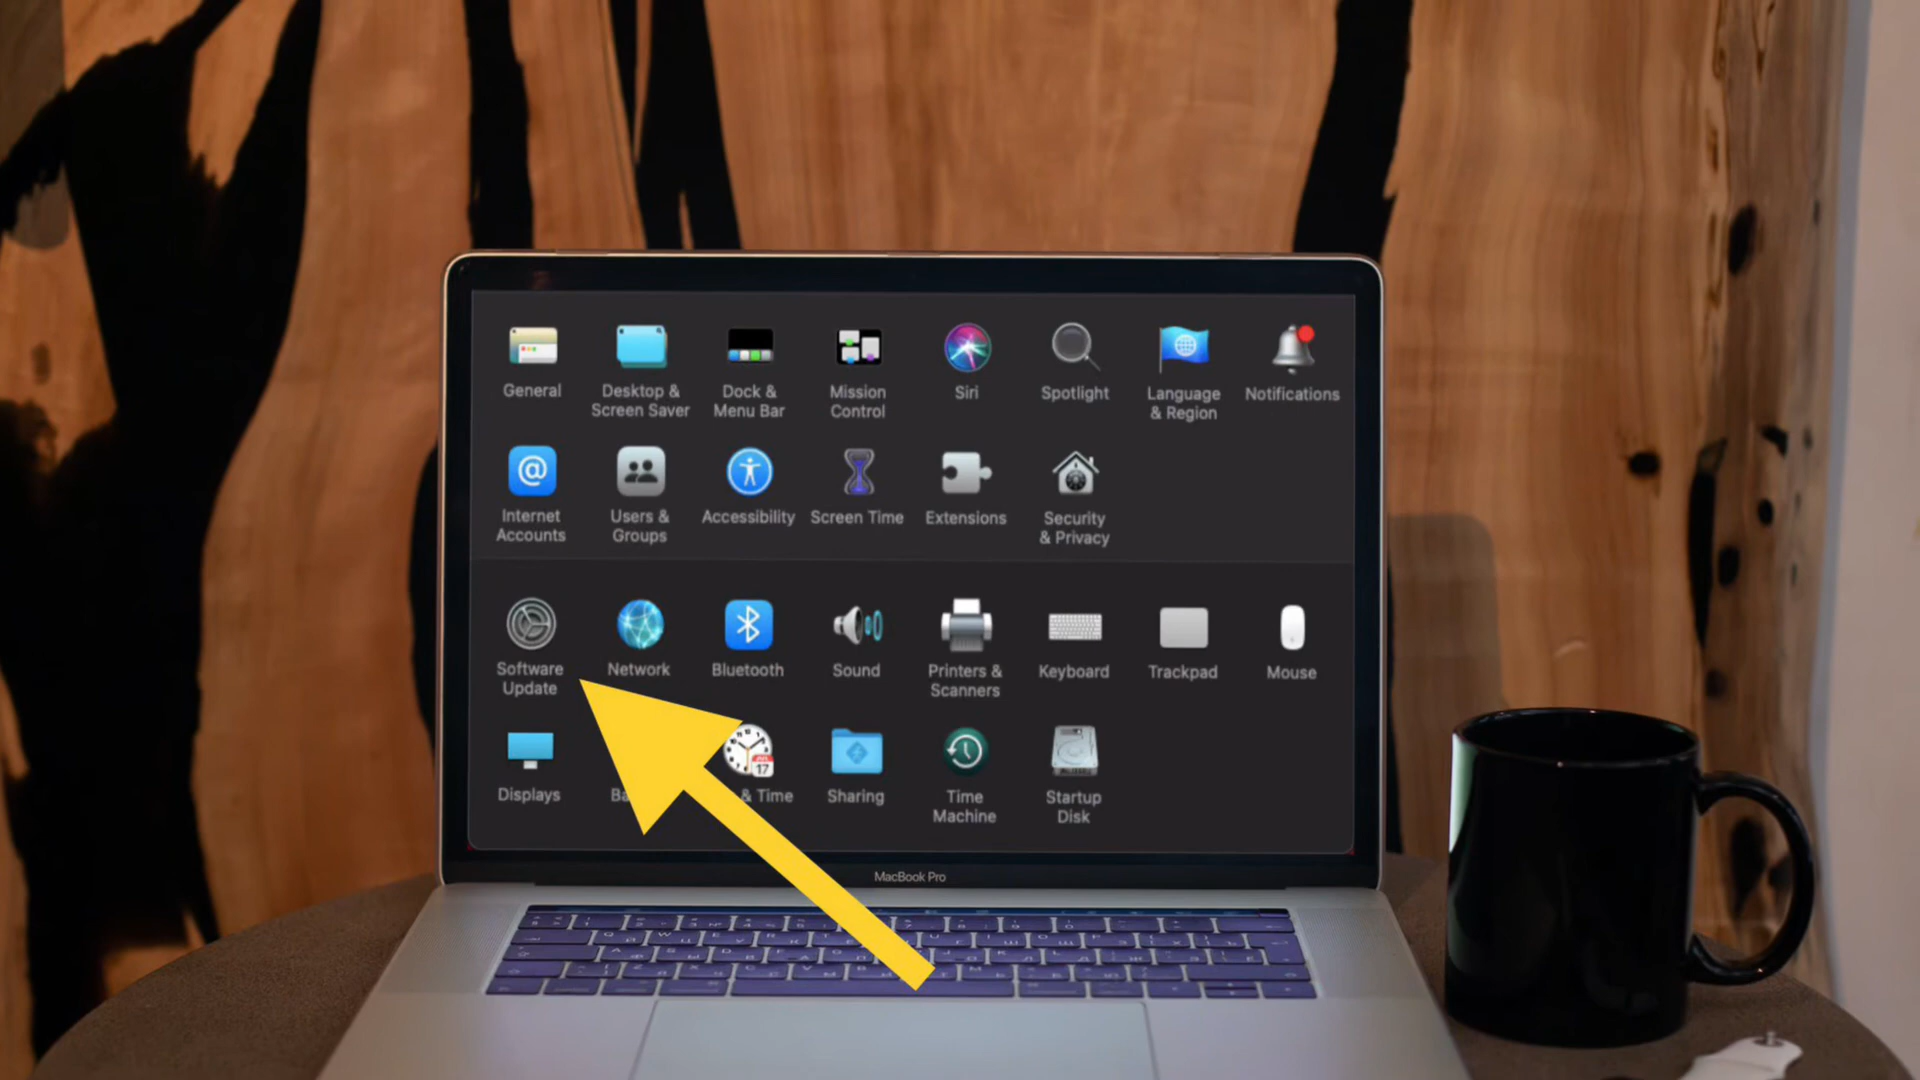 General
Desktop &
Screen Saver
Dock &
Menu Bar
Mission
Control
Siri
Spotlight
Language
& Region
Notifications
Internet
Accounts
Users &
Groups
Accessibility
Screen Time
Extensions
Security
& Privacy
Software
Update
Network
Bluetooth
Sound
Printers &
Scanners
Keyboard
Trackpad
Mouse
Displays
17
& Time
Sharing
Time
Machine
Startup
Disk
MacBook Pro